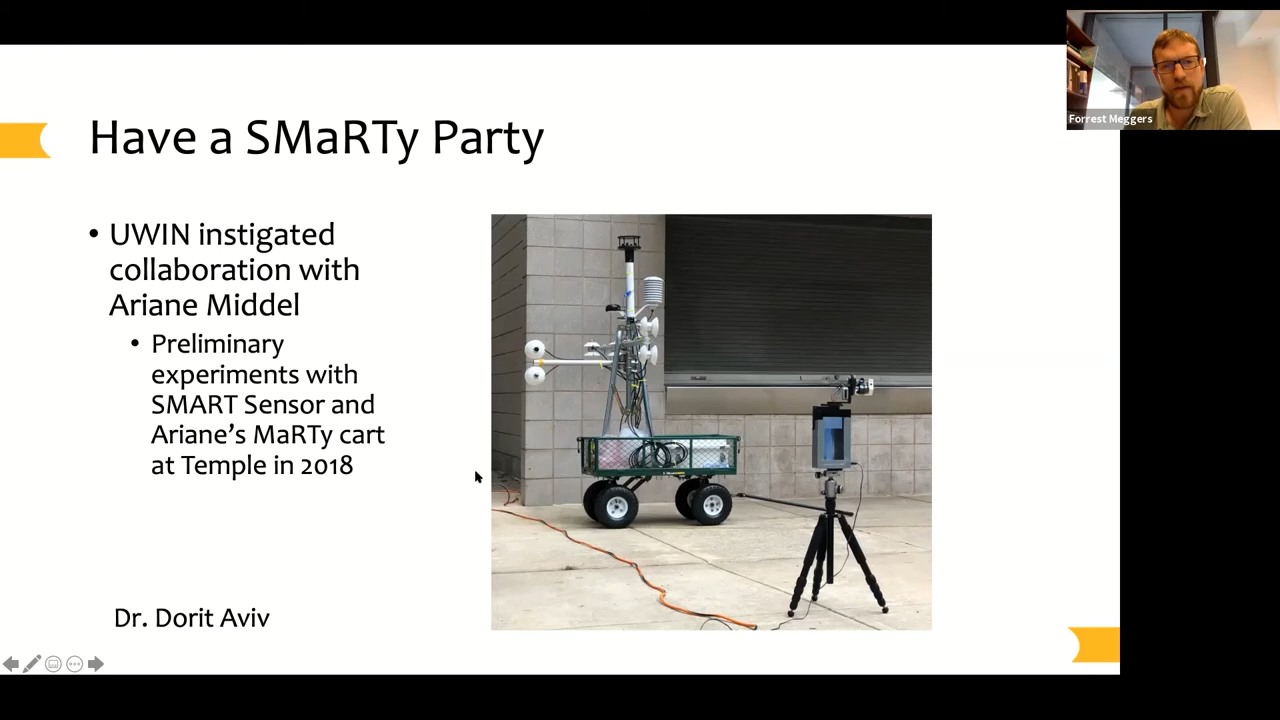 Have a SMaRTy Party
• UWIN instigated
collaboration with
Ariane Middel
• Preliminary
experiments with
SMART Sensor and
Ariane’s MaRTy cart
at Temple in 2018
Dr. Dorit Aviv
Forrest Meggers